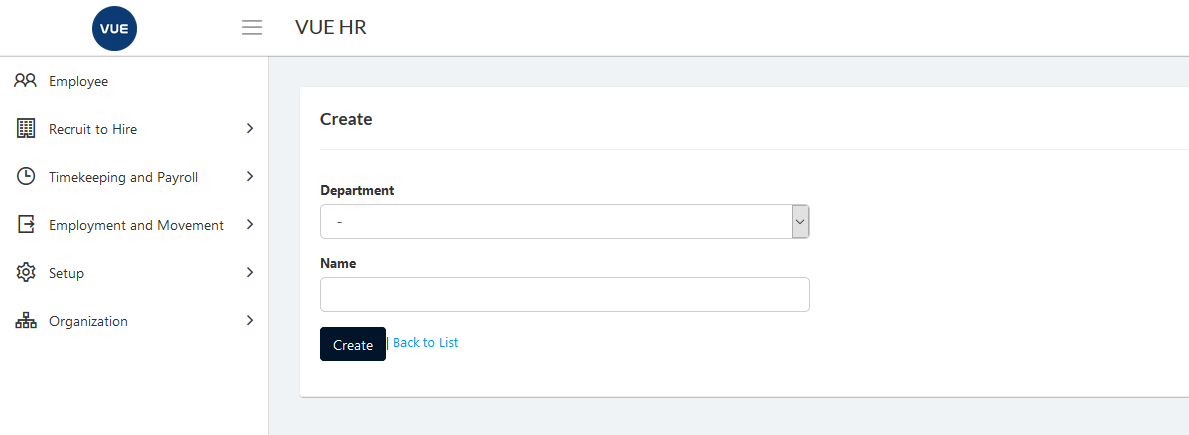 VUE
VUE HR
Employee
Recruit to Hire
Timekeeping and Payroll
Employment and Movement
Setup
Organization
Create
Department
-
Name
Create | Back to List